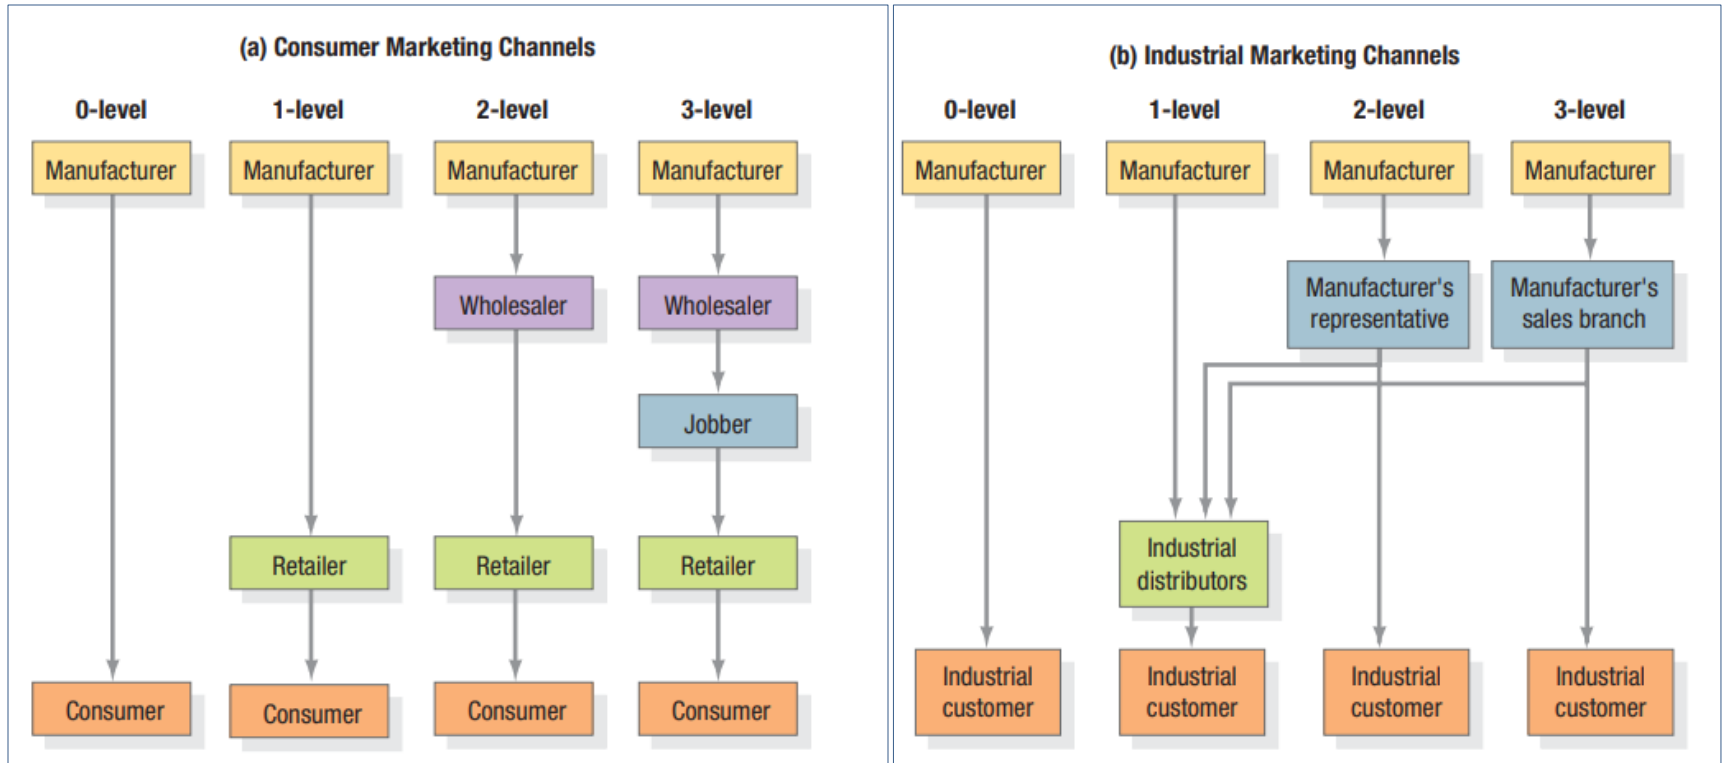 (a) Consumer Marketing Channels
0-level
1-level
2-level
3-level
Manufacturer
Manufacturer
Manufacturer
Manufacturer
Wholesaler
Wholesaler
Jobber
Retailer
Retailer
Retailer
Consumer
Consumer
Consumer
Consumer
(b) Industrial Marketing Channels
0-level
1-level
2-level
3-level
Manufacturer
Manufacturer
Manufacturer
Manufacturer
Manufacturer's
representative
Manufacturer's
sales branch
Industrial
distributors
Industrial
customer
Industrial
customer
Industrial
customer
Industrial
customer